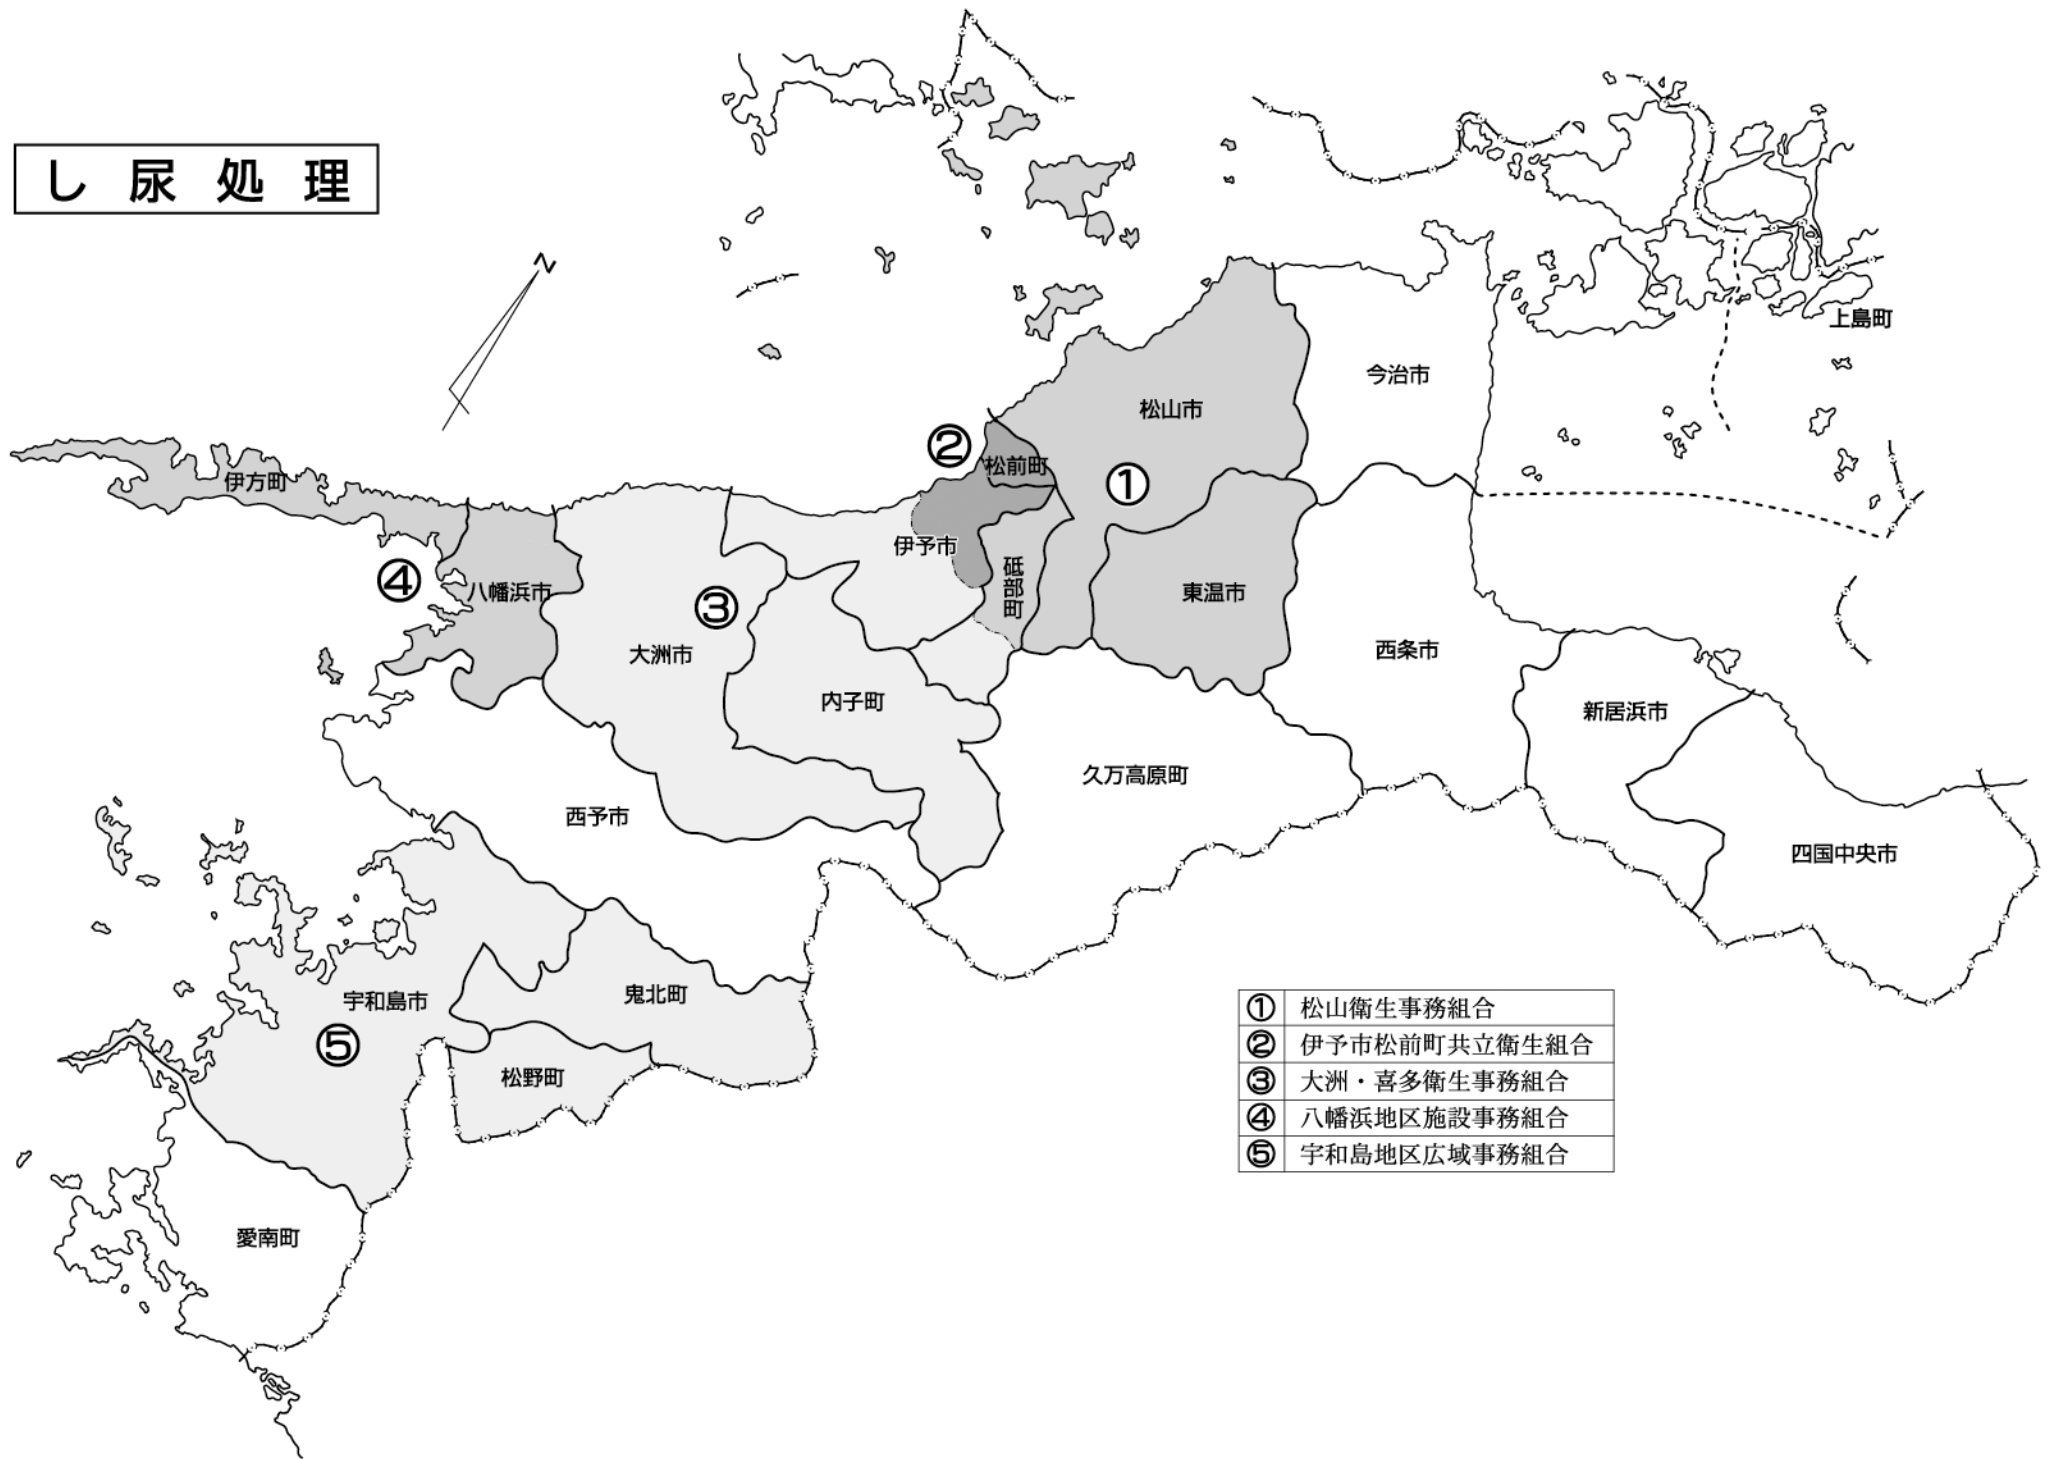 し尿処理
N
上島町
今治市
松山市
②
松前町
伊方町
①
伊予市
④
八幡浜市
砥部町
東温市
③
大洲市
西条市
内子町
新居浜市
久万高原町
西予市
四国中央市
宇和島市
鬼北町
⑤
松野町
愛南町
① 松山衛生事務組合
② 伊予市松前町共立衛生組合
③ 大洲・喜多衛生事務組合
④ 八幡浜地区施設事務組合
⑤ 宇和島地区広域事務組合